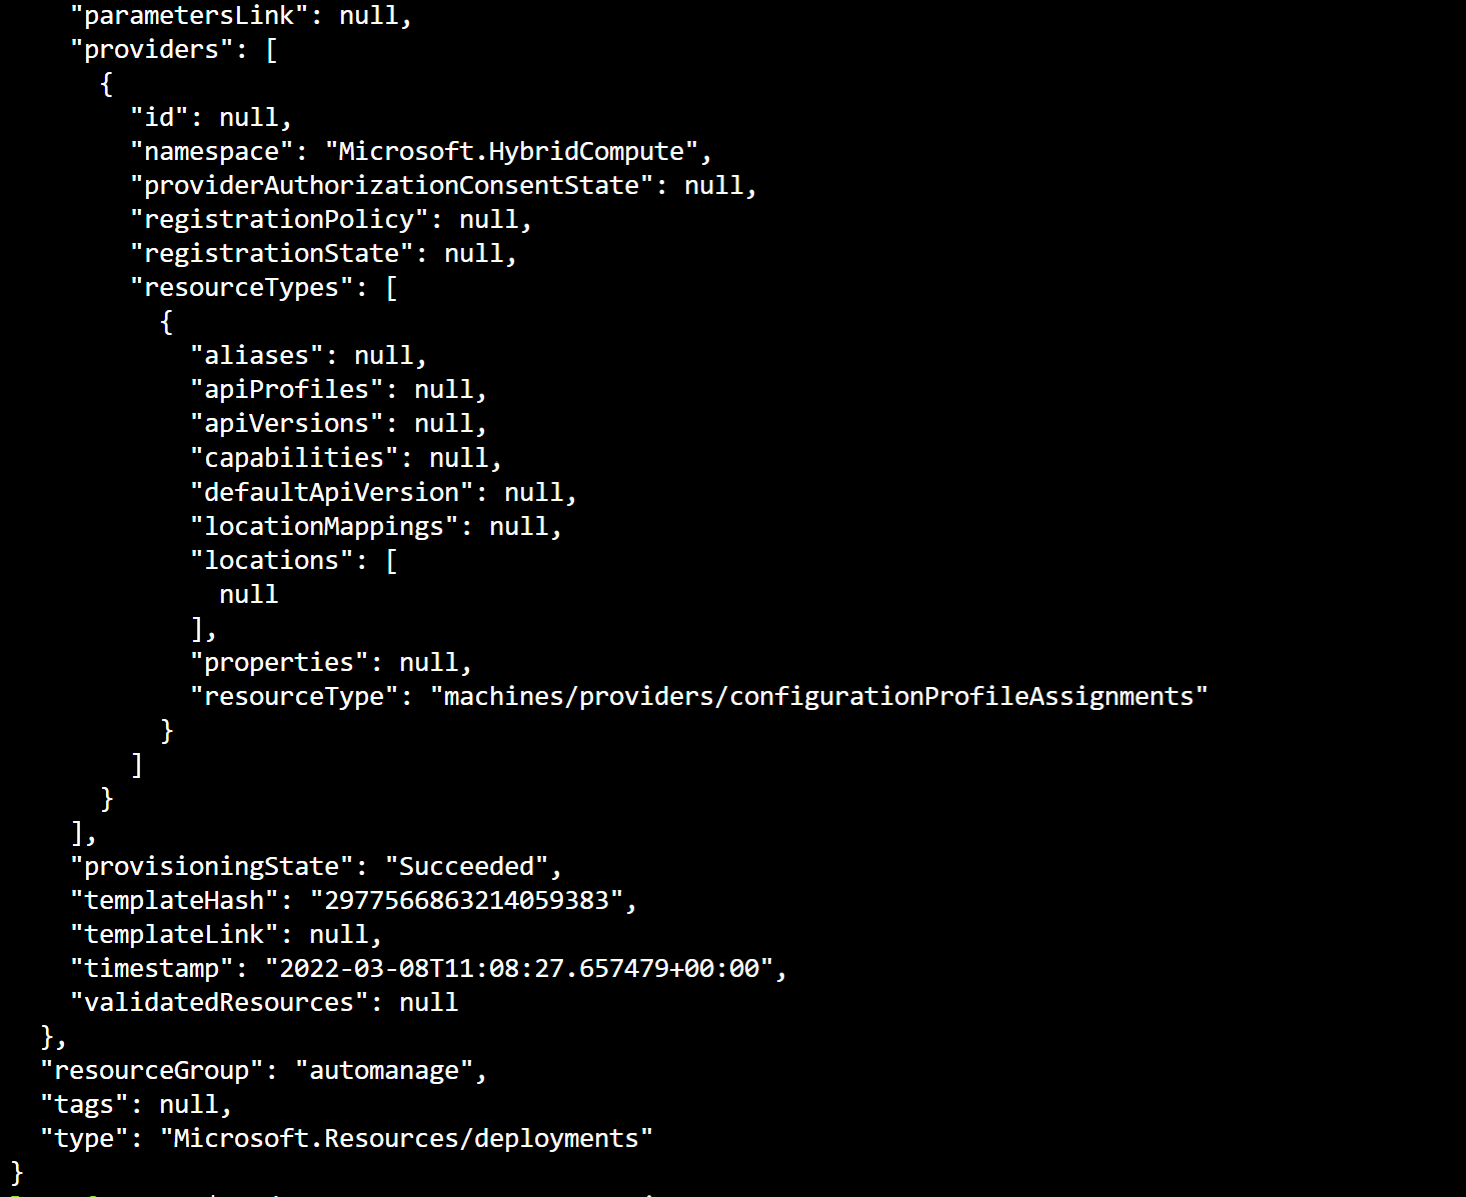 "parametersLink": null,
"providers": [
{
"id": null,
"namespace": "Microsoft.HybridCompute",
"providerAuthorizationConsentState": null,
"registrationPolicy": null,
"registrationState": null,
"resourceTypes": [
{
"aliases": null,
"apiProfiles": null,
"apiVersions": null,
"capabilities": null,
"defaultApiVersion": null,
"locationMappings": null,
"locations": [
null
],
"properties": null,
"resourceType": "machines/providers/configurationProfileAssignments"
}
]
}
],
"provisioningState": "Succeeded",
"templateHash": "2977566863214059383",
"templateLink": null,
"timestamp": "2022-03-08T11:08:27.657479+00:00",
"validatedResources": null
},
"resourceGroup": "automanage",
"tags": null,
"type": "Microsoft.Resources/deployments"
}